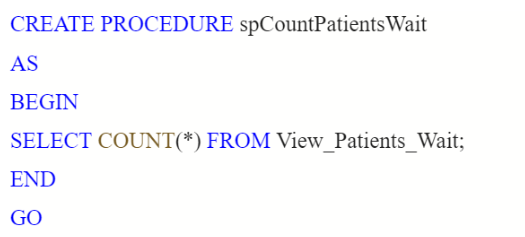 CREATE PROCEDURE spCountPatientsWait
AS
BEGIN
SELECT COUNT(*) FROM View_Patients_Wait;
END
GO